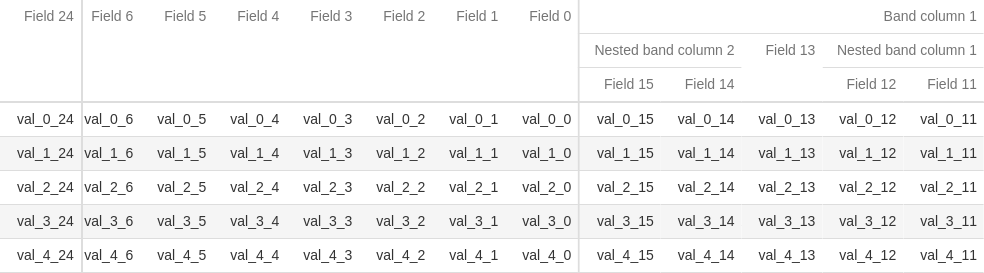 Field 24 Field 6 Field 5 Field 4 Field 3 Field 2 Field 1 Field 0 Band column 1
Nested band column 2 Field 13 Nested band column 1
Field 15 Field 14 Field 12 Field 11
val_0_24 val_0_6 val_0_5 val_0_4 val_0_3 val_0_2 val_0_1 val_0_0 val_0_15 val_0_14 val_0_13 val_0_12 val_0_11
val_1_24 val_1_6 val_1_5 val_1_4 val_1_3 val_1_2 val_1_1 val_1_0 val_1_15 val_1_14 val_1_13 val_1_12 val_1_11
val_2_24 val_2_6 val_2_5 val_2_4 val_2_3 val_2_2 val_2_1 val_2_0 val_2_15 val_2_14 val_2_13 val_2_12 val_2_11
val_3_24 val_3_6 val_3_5 val_3_4 val_3_3 val_3_2 val_3_1 val_3_0 val_3_15 val_3_14 val_3_13 val_3_12 val_3_11
val_4_24 val_4_6 val_4_5 val_4_4 val_4_3 val_4_2 val_4_1 val_4_0 val_4_15 val_4_14 val_4_13 val_4_12 val_4_11